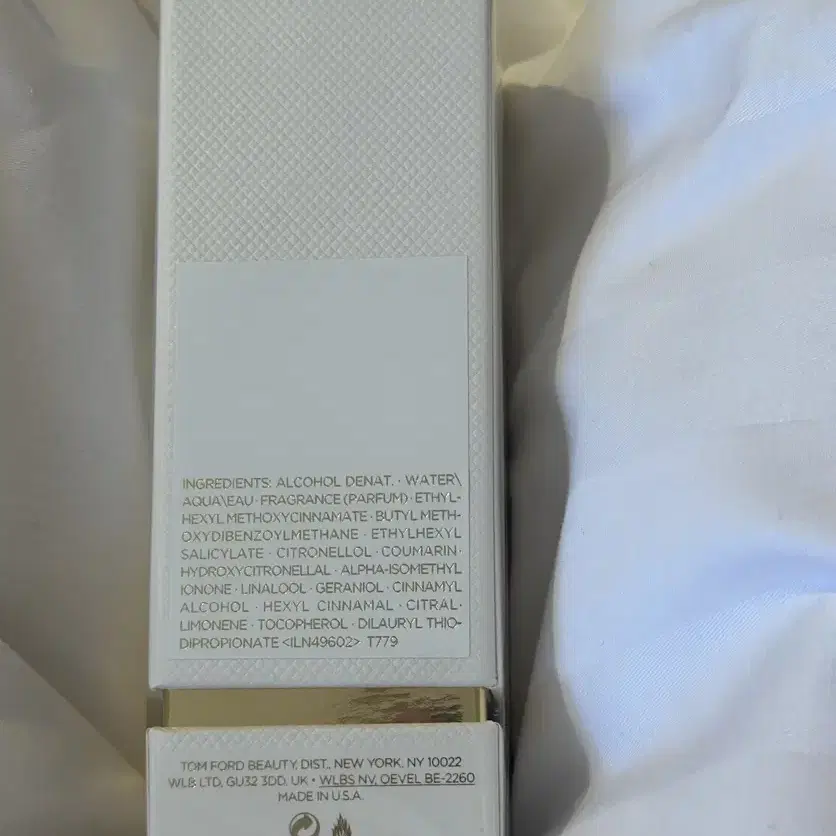 INGREDIENTS: ALCOHOL DENAT. · WATER\
AQUA\EAU · FRAGRANCE (PARFUM) · ETHYL-
HEXYL METHOXYCINNAMATE · BUTYL METH-
OXYDIBENZOYLMETHANE · ETHYLHEXYL
SALICYLATE · CITRONELLOL · COUMARIN ·
HYDROXYCITRONELLAL · ALPHA-ISOMETHYL
IONONE · LINALOOL · GERANIOL · CINNAMYL
ALCOHOL · HEXYL CINNAMAL · CITRAL ·
LIMONENE · TOCOPHEROL · DILAURYL THIO-
DIPROPIONATE <ILN49602> T779
TOM FORD BEAUTY, DIST., NEW YORK, NY 10022
WLB LTD, GU32 3DD, UK • WLBS NV, OEVEL BE-2260
MADE IN U.S.A.